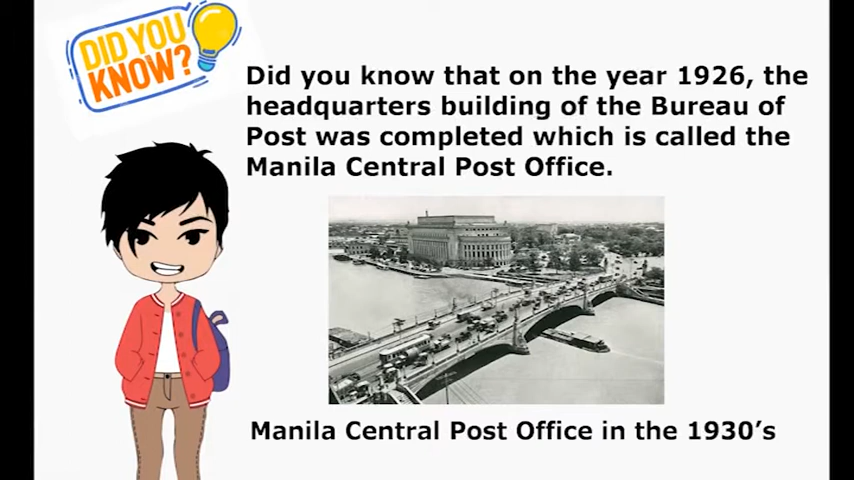 DID YOU
KNOW?
Did you know that on the year 1926, the
headquarters building of the Bureau of
Post was completed which is called the
Manila Central Post Office.
Manila Central Post Office in the 1930’s